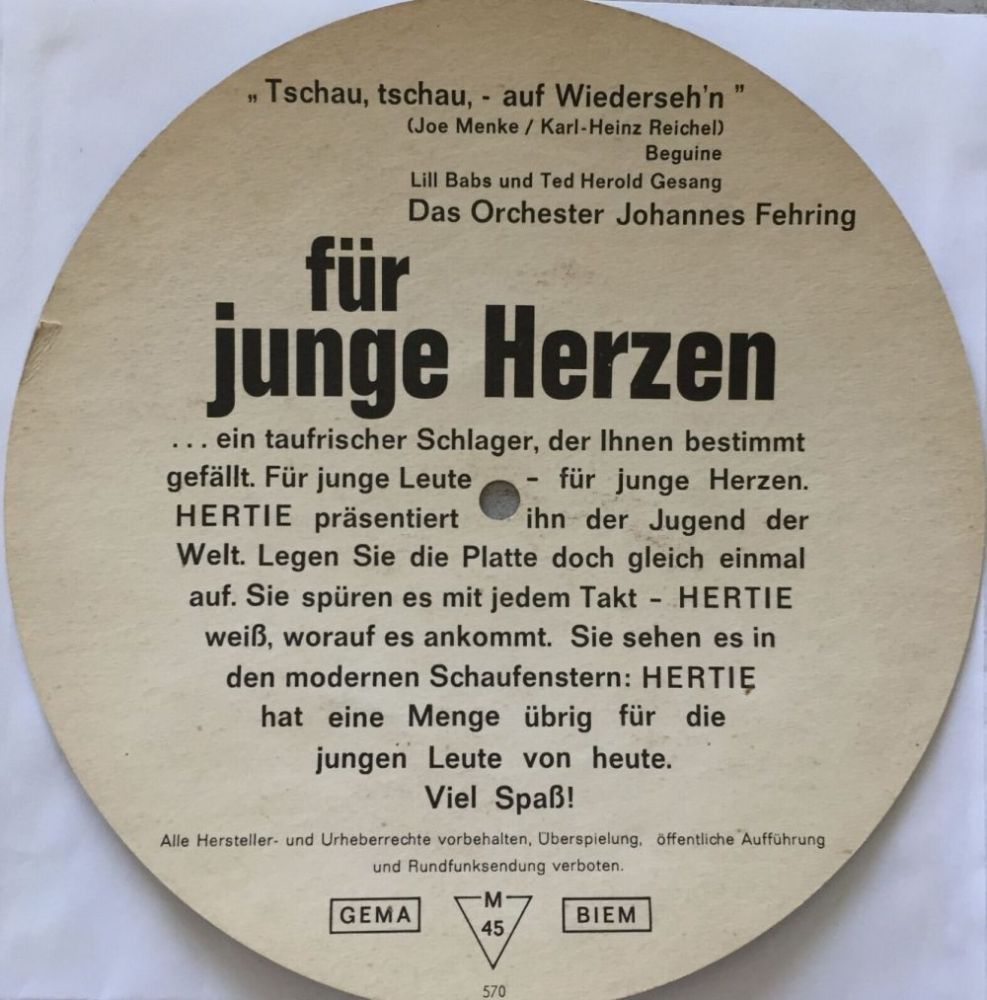 „ Tschau, tschau, - auf Wiederseh'n ”
(Joe Menke / Karl-Heinz Reichel)
Beguine
Lill Babs und Ted Herold Gesang
Das Orchester Johannes Fehring
für
junge Herzen
... ein taufrischer Schlager, der Ihnen bestimmt
gefällt. Für junge Leute – für junge Herzen.
HERTIE präsentiert ihn der Jugend der
Welt. Legen Sie die Platte doch gleich einmal
auf. Sie spüren es mit jedem Takt – HERTIE
weiß, worauf es ankommt. Sie sehen es in
den modernen Schaufenstern: HERTIE
hat eine Menge übrig für die
jungen Leute von heute.
Viel Spaß!
Alle Hersteller- und Urheberrechte vorbehalten, Überspielung, öffentliche Aufführung
und Rundfunksendung verboten.
GEMA M BIEM
45
570